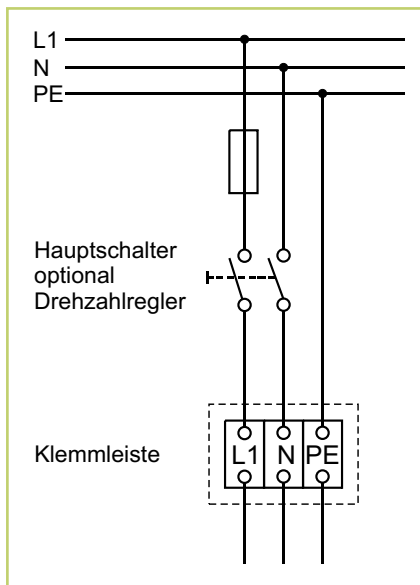 L1
N
PE
Hauptschalter
optional
Drehzahlregler
Klemmleiste
L1 N PE